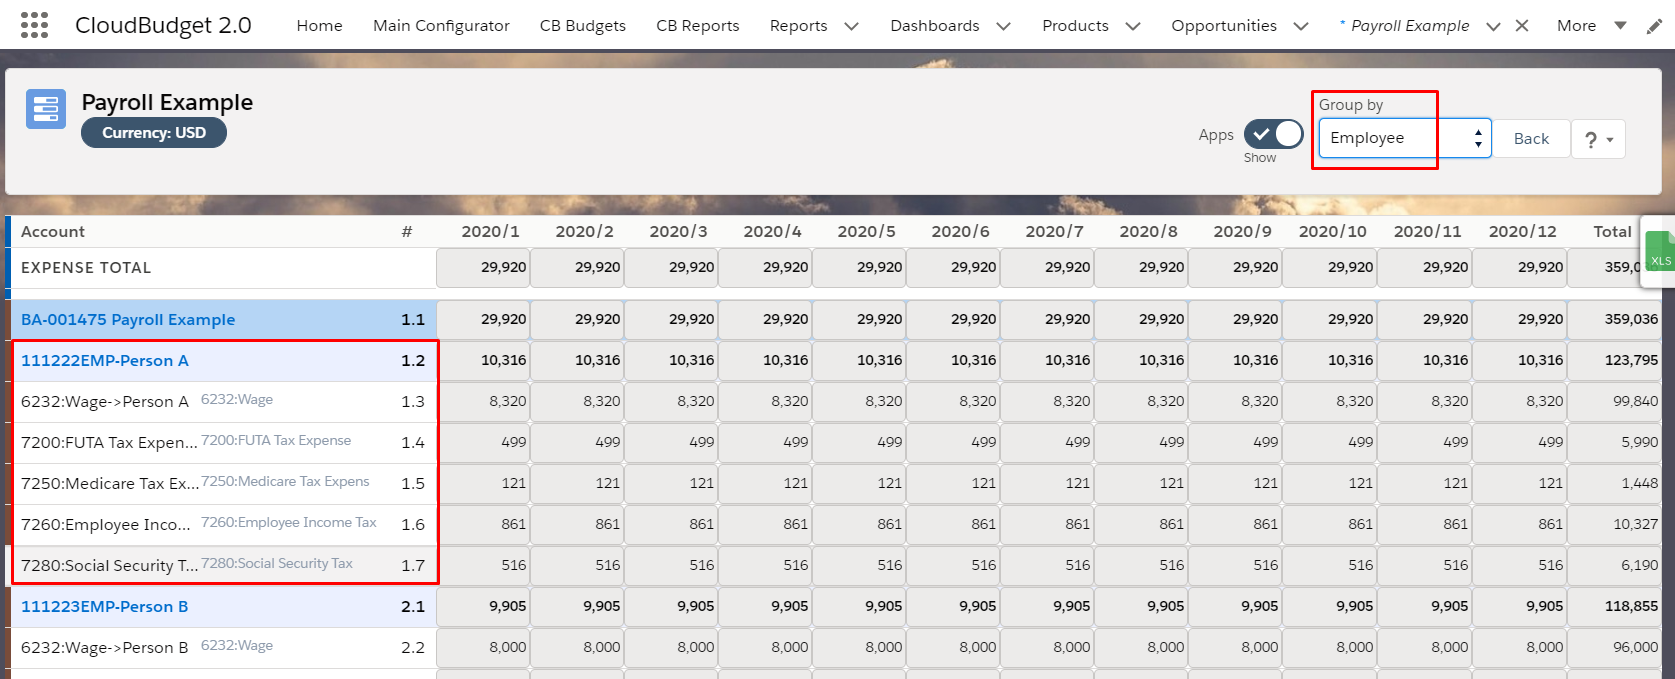 CloudBudget 2.0 Home Main Configurator CB Budgets CB Reports Reports Dashboards Products Opportunities * Payroll Example More
Payroll Example
Currency: USD
Group by
Apps
Show
Employee
Back
?
Account # 2020/1 2020/2 2020/3 2020/4 2020/5 2020/6 2020/7 2020/8 2020/9 2020/10 2020/11 2020/12 Total
EXPENSE TOTAL 29,920 29,920 29,920 29,920 29,920 29,920 29,920 29,920 29,920 29,920 29,920 29,920
XLS
BA-001475 Payroll Example 1.1 29,920 29,920 29,920 29,920 29,920 29,920 29,920 29,920 29,920 29,920 29,920 29,920 359,036
111222EMP-Person A 1.2 10,316 10,316 10,316 10,316 10,316 10,316 10,316 10,316 10,316 10,316 10,316 10,316 123,795
6232:Wage->Person A 6232:Wage 1.3 8,320 8,320 8,320 8,320 8,320 8,320 8,320 8,320 8,320 8,320 8,320 8,320 99,840
7200:FUTA Tax Expen... 7200:FUTA Tax Expense 1.4 499 499 499 499 499 499 499 499 499 499 499 499 5,990
7250:Medicare Tax Ex... 7250:Medicare Tax Expens 1.5 121 121 121 121 121 121 121 121 121 121 121 121 1,448
7260:Employee Inco... 7260:Employee Income Tax 1.6 861 861 861 861 861 861 861 861 861 861 861 861 10,327
7280:Social Security T... 7280:Social Security Tax 1.7 516 516 516 516 516 516 516 516 516 516 516 516 6,190
111223EMP-Person B 2.1 9,905 9,905 9,905 9,905 9,905 9,905 9,905 9,905 9,905 9,905 9,905 9,905 118,855
6232:Wage->Person B 6232:Wage 2.2 8,000 8,000 8,000 8,000 8,000 8,000 8,000 8,000 8,000 8,000 8,000 8,000 96,000